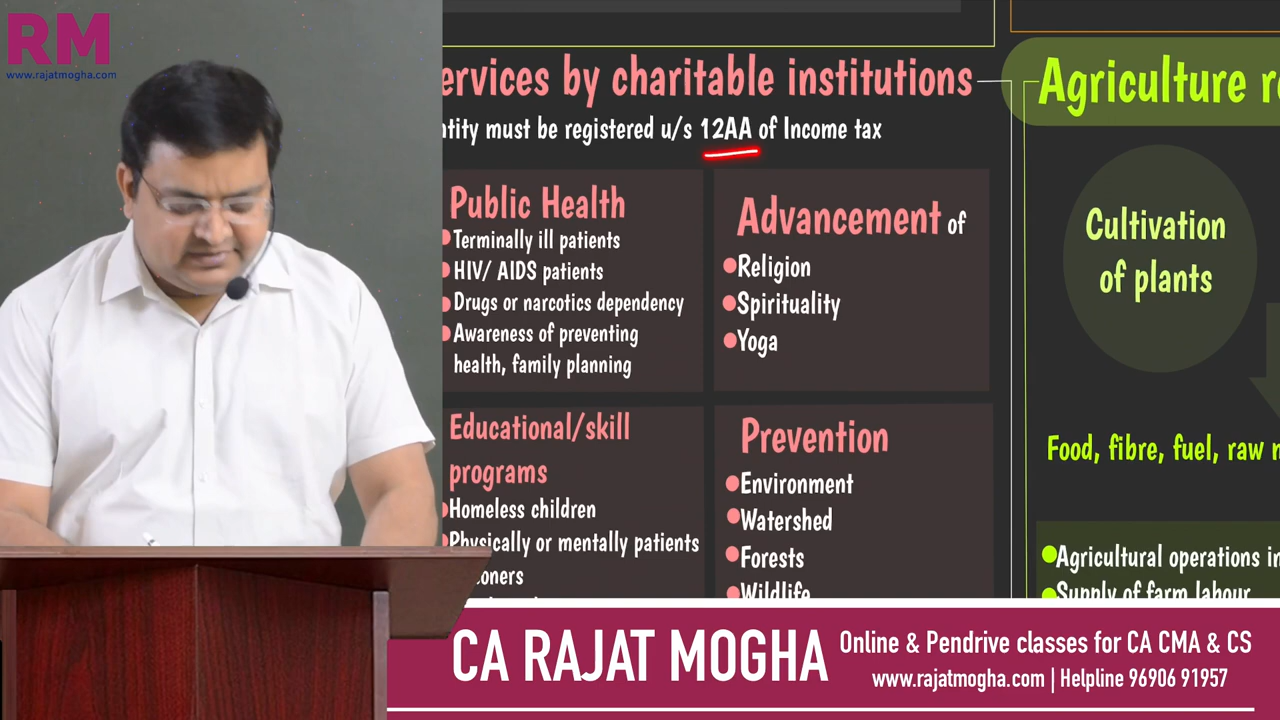 RM
www.rajatmogha.com
ervices by charitable institutions
ntity must be registered u/s 12AA of Income tax
Public Health
Terminally ill patients
HIV/ AIDS patients
Drugs or narcotics dependency
Awareness of preventing
health, family planning
Advancement of
Religion
Spirituality
Yoga
Educational/skill
programs
Homeless children
Physically or mentally patients
oners
Prevention
Environment
Watershed
Forests
Wildlife
Agriculture re
Cultivation
of plants
Food, fibre, fuel, raw m
Agricultural operations in
Supply of farm labour
CA RAJAT MOGHA
Online & Pendrive classes for CA CMA & CS
www.rajatmogha.com | Helpline 96906 91957